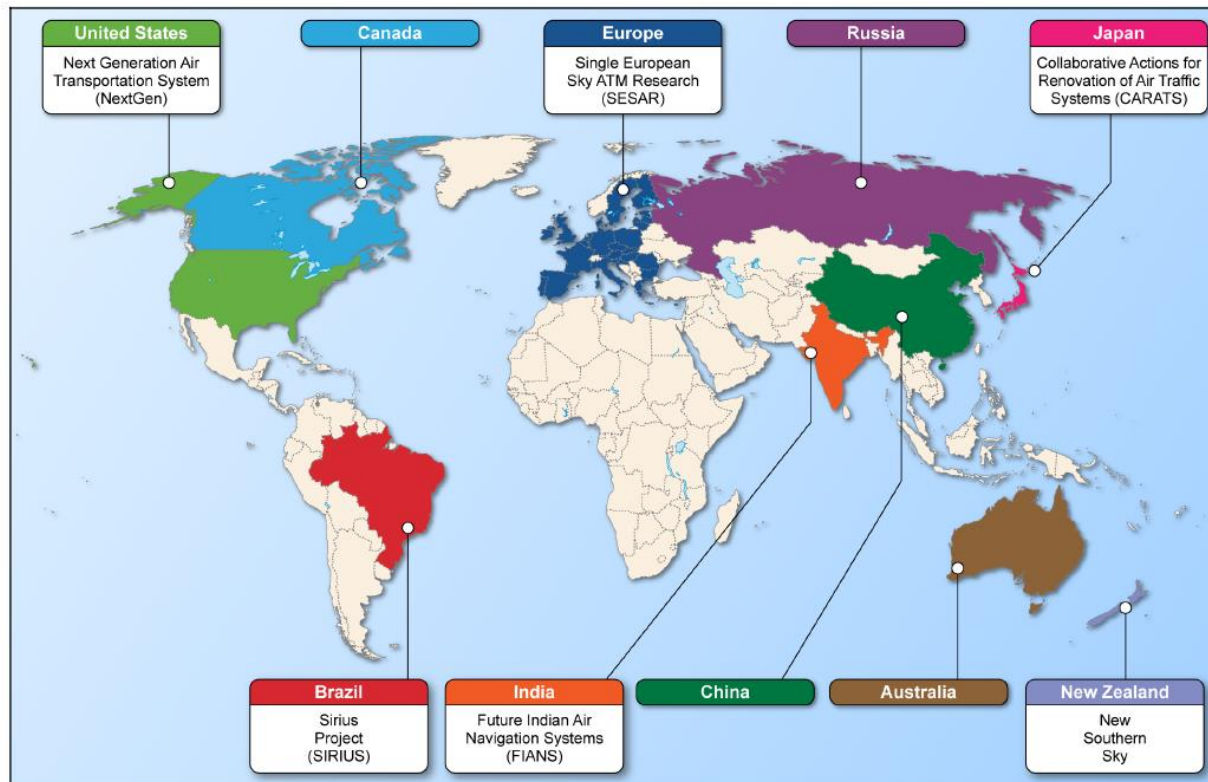 United States
Next Generation Air
Transportation System
(NextGen)
Canada
Europe
Single European
Sky ATM Research
(SESAR)
Russia
Japan
Collaborative Actions for
Renovation of Air Traffic
Systems (CARATS)
Brazil
Sirius
Project
(SIRIUS)
India
Future Indian Air
Navigation Systems
(FIANS)
China
Australia
New Zealand
New
Southern
Sky